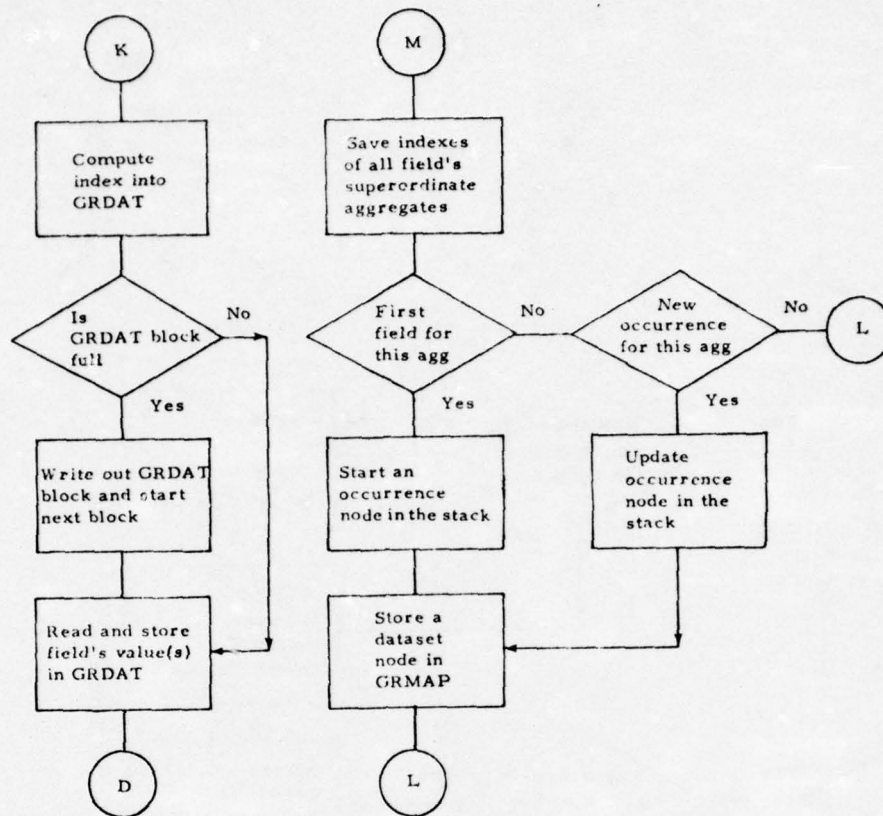 K
Compute
index into
GRDAT
Is
GRDAT block
full
No
Yes
Write out GRDAT
block and start
next block
Read and store
field's value(s)
in GRDAT
D
M
Save indexes
of all field's
superordinate
aggregates
First
field for
this agg
No
Yes
Start an
occurrence
node in the stack
Store a
dataset
node in
GRMAP
L
New
occurrence
for this agg
No
L
Yes
Update
occurrence
node in the
stack